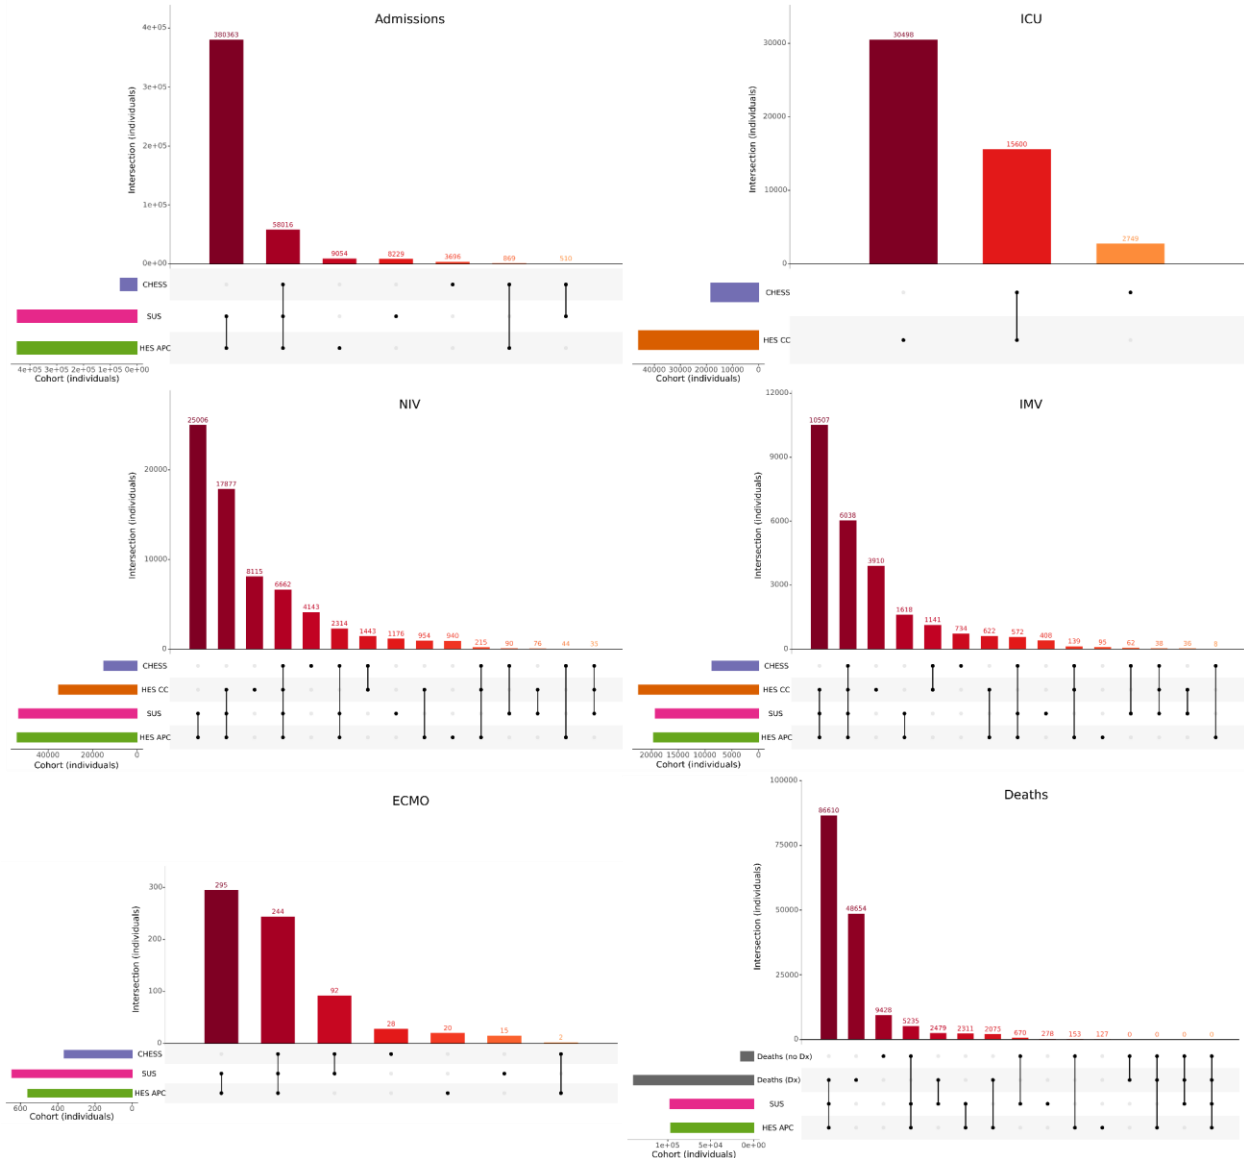 Admissions
Intersection (individuals)
4e+05
3e+05
2e+05
1e+05
0e+00
380363
58016
9054
8229
3696
869
510
CHESS
SUS
HES APC
4e+05 3e+05 2e+05 1e+05 0e+00
Cohort (individuals)
ICU
Intersection (individuals)
30000
20000
10000
0
30498
15600
2749
CHESS
HES CC
40000 30000 20000 10000 0
Cohort (individuals)
NIV
Intersection (individuals)
20000
10000
0
25006
17877
8115
6662
4143
2314
1443
1176
954
940
215
90
76
44
CHESS
HES CC
SUS
HES APC
40000 20000 0
Cohort (individuals)
IMV
Intersection (individuals)
12000
9000
6000
3000
0
10507
6038
3910
1618
1141
734
622
572
408
139
95
62
38
36
CHESS
HES CC
SUS
HES APC
20000 15000 10000 5000 0
Cohort (individuals)
ECMO
Intersection (individuals)
300
200
100
0
295
244
92
28
20
15
2
CHESS
SUS
HES APC
600 400 200 0
Cohort (individuals)
Deaths
Intersection (individuals)
100000
75000
50000
25000
0
86610
48654
9428
5235
2479
2311
2073
670
278
153
127
0
0
0
0
Deaths (no Dx)
Deaths (Dx)
SUS
HES APC
1e+05 5e+04 0e+00
Cohort (individuals)